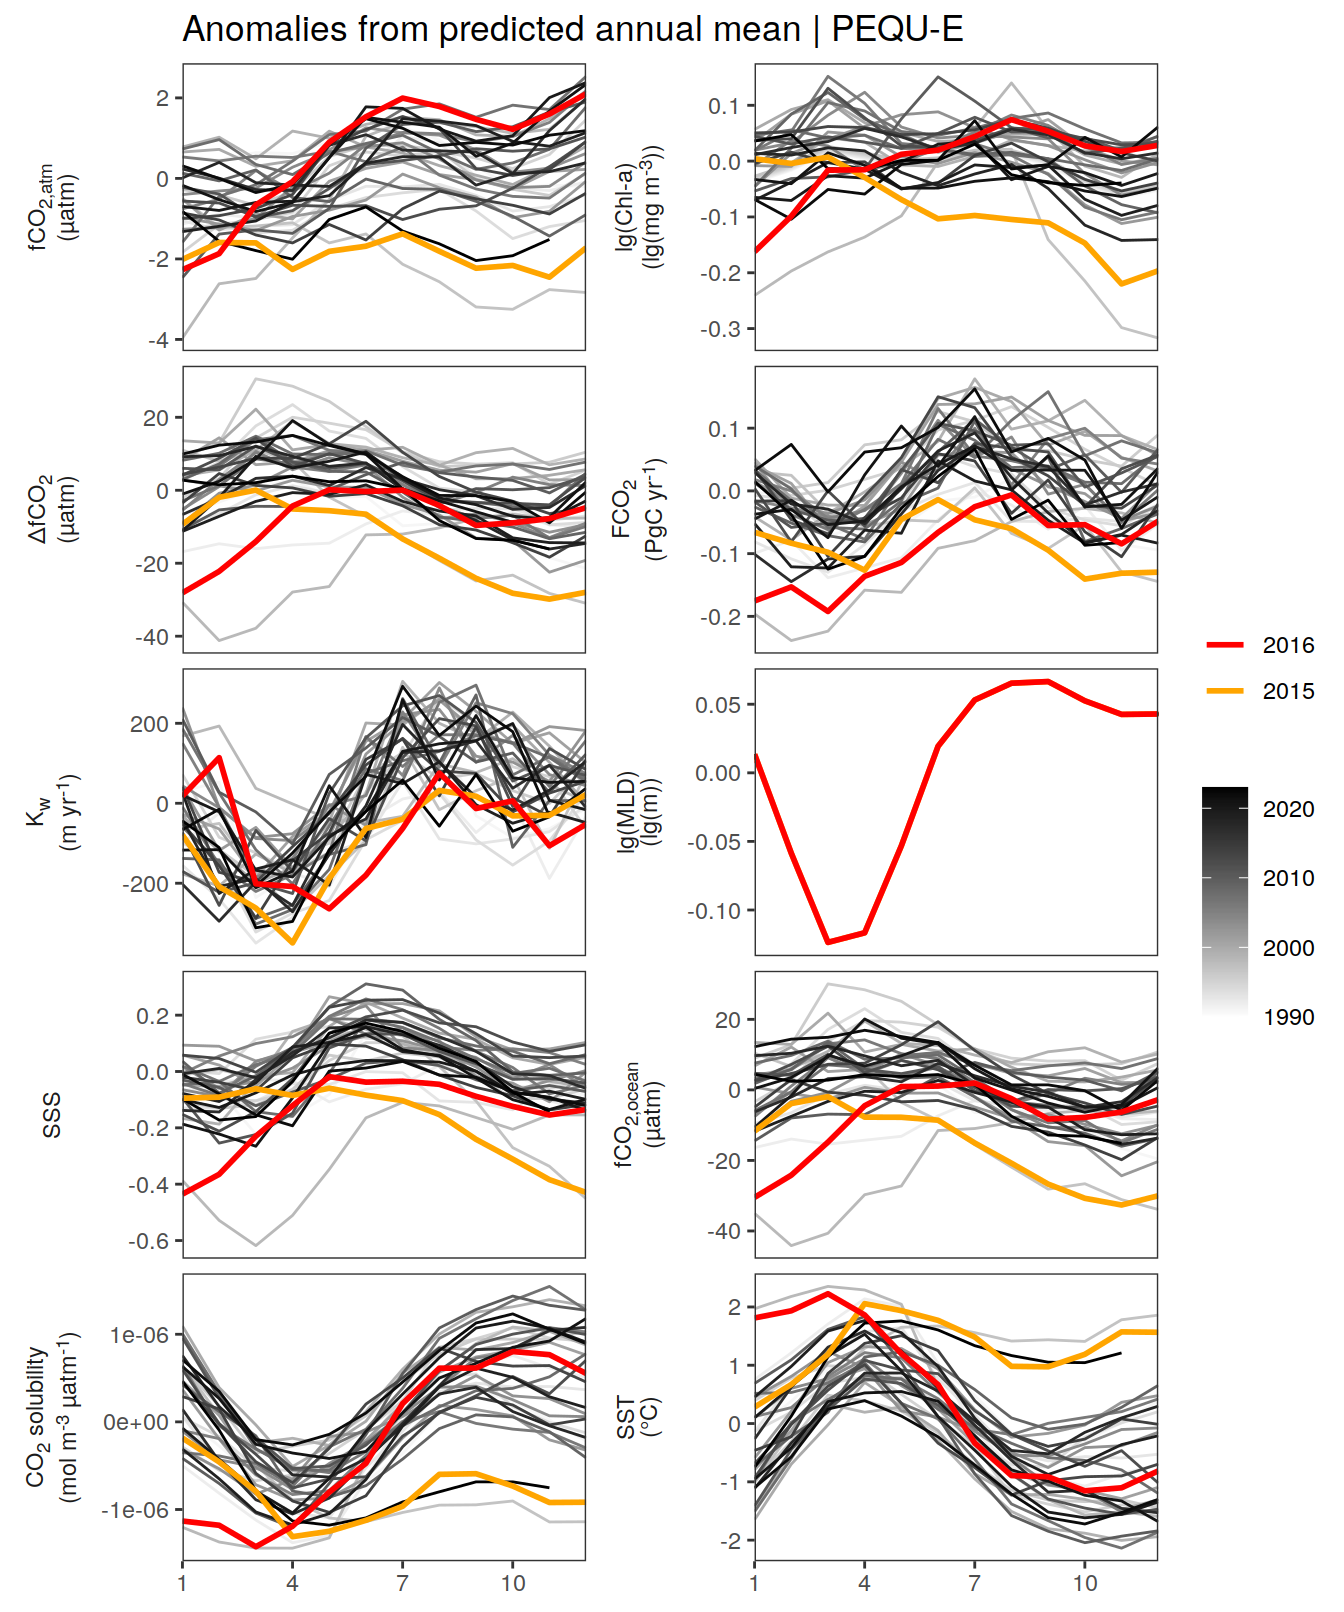 Anomalies from predicted annual mean | PEQU-E
fCO2,atm
(µatm)
2
0
-2
-4
lg(Chl-a)
(lg(mg m-3))
0.1
0.0
-0.1
-0.2
-0.3
ΔfCO2
(µatm)
20
0
-20
-40
FCO2
(PgC yr-1)
0.1
0.0
-0.1
-0.2
Kw
(m yr-1)
200
0
-200
lg(MLD)
(lg(m))
0.05
0.00
-0.05
-0.10
SSS
0.2
0.0
-0.2
-0.4
-0.6
fCO2,ocean
(µatm)
20
0
-20
-40
CO2 solubility
(mol m-3 µatm-1)
1e-06
0e+00
-1e-06
1 4 7 10
SST
(°C)
2
1
0
-1
-2
1 4 7 10
2016
2015
2020
2010
2000
1990